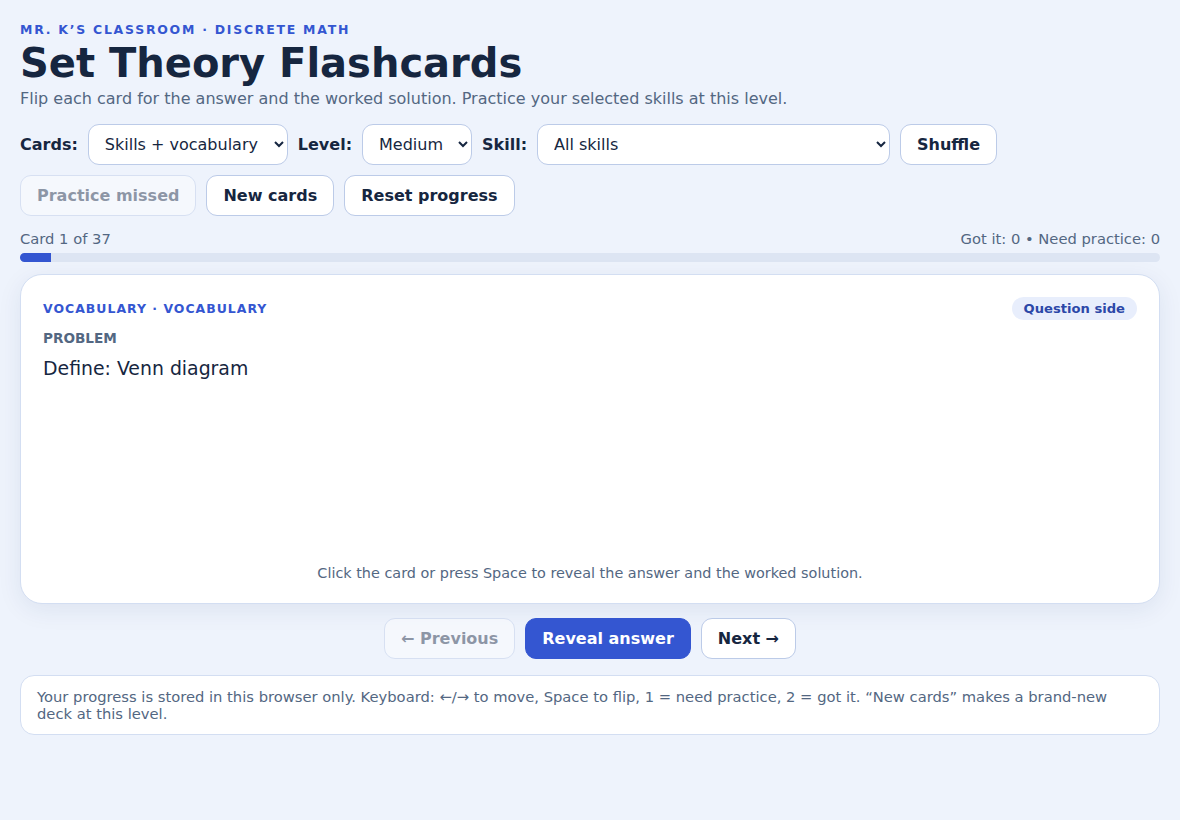 MR. K’S CLASSROOM · DISCRETE MATH
Set Theory Flashcards
Flip each card for the answer and the worked solution. Practice your selected skills at this level.
Cards: Skills + vocabulary Level: Medium Skill: All skills Shuffle
Practice missed New cards Reset progress
Card 1 of 37 Got it: 0 • Need practice: 0
VOCABULARY · VOCABULARY Question side
PROBLEM
Define: Venn diagram
Click the card or press Space to reveal the answer and the worked solution.
← Previous Reveal answer Next →
Your progress is stored in this browser only. Keyboard: ←/→ to move, Space to flip, 1 = need practice, 2 = got it. “New cards” makes a brand-new
deck at this level.